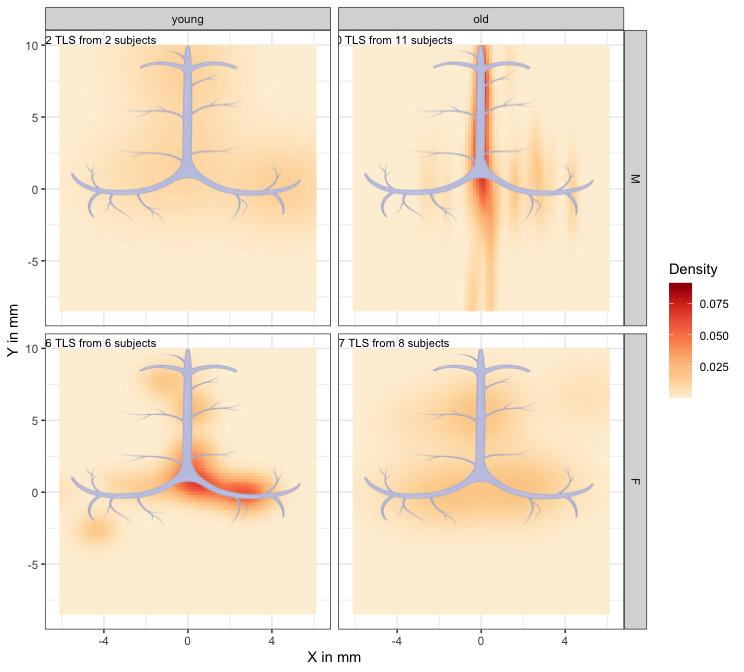 young old
2 TLS from 2 subjects
TLS from 11 subjects
10
5
0
-5
M
6 TLS from 6 subjects
7 TLS from 8 subjects
10
5
0
-5
F
Y in mm
-4 0 4 -4 0 4
X in mm
Density
0.075
0.050
0.025